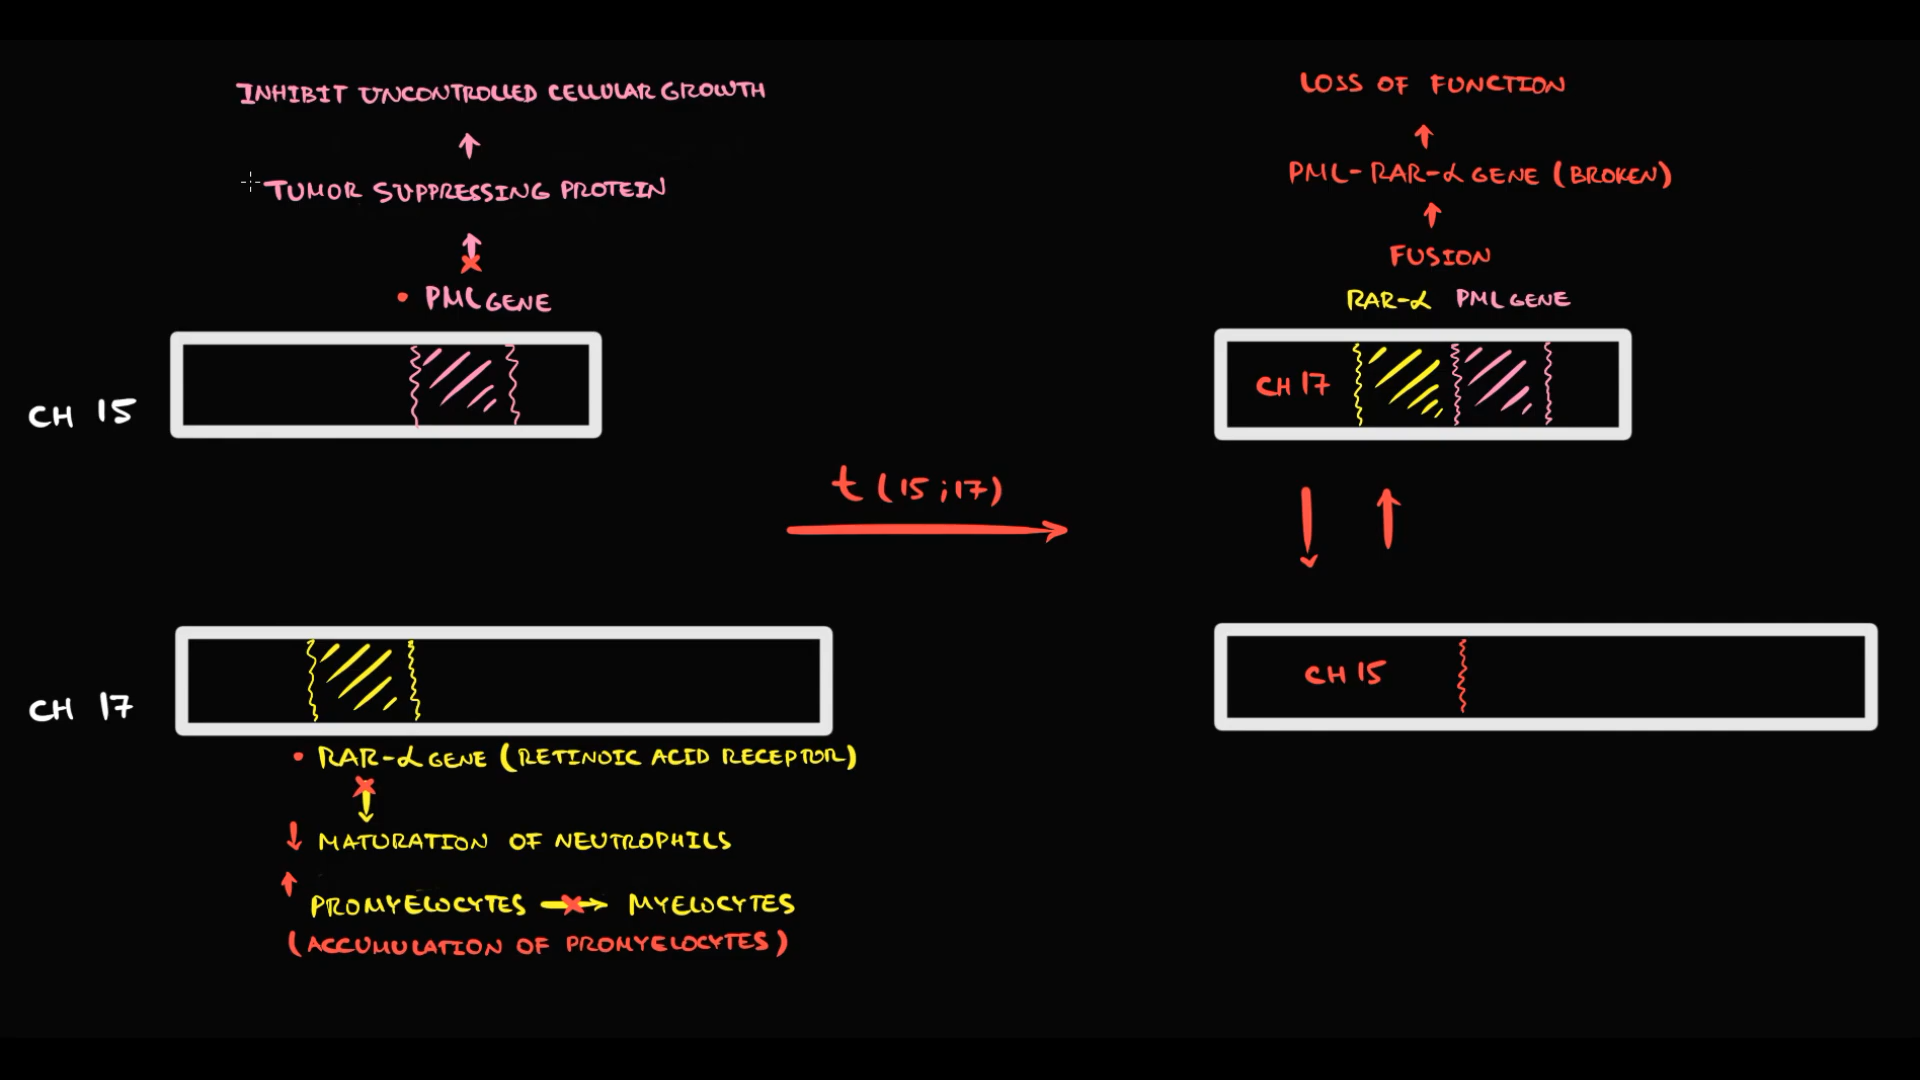 INHIBIT UNCONTROLLED CELLULAR GROWTH
TUMOR SUPPRESSING PROTEIN
• PML GENE
CH 15
CH 17
• RAR-α GENE (RETINOIC ACID RECEPTOR)
MATURATION OF NEUTROPHILS
PROMYELOCYTES → MYELOCYTES
(ACCUMULATION OF PROMYELOCYTES)
t (15;17)
LOSS OF FUNCTION
PML-RAR-α GENE (BROKEN)
FUSION
RAR-α PML GENE
CH 17
CH 15